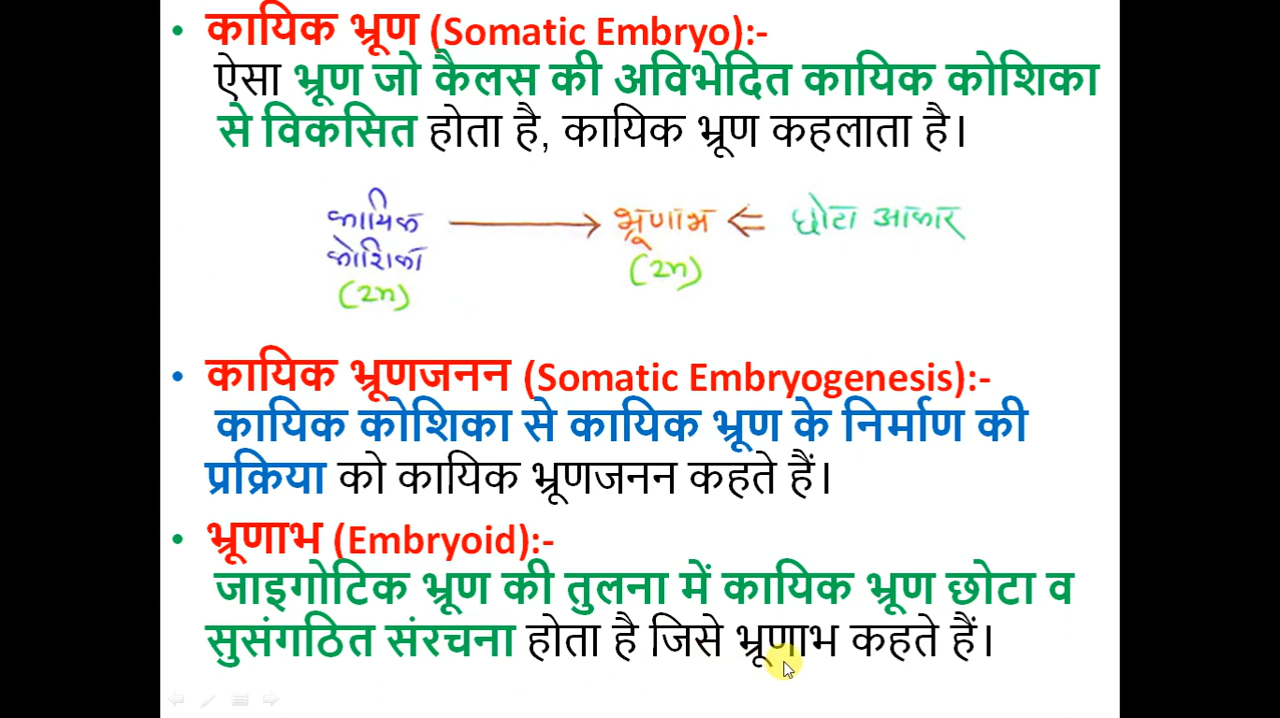 • कायिक भ्रूण (Somatic Embryo):-
ऐसा भ्रूण जो कैलस की अविभेदित कायिक कोशिका
से विकसित होता है, कायिक भ्रूण कहलाता है।
कायिक ⟶ भ्रूणाभ ⇐ छोटा आकार
कोशिका (2n)
(2n)
• कायिक भ्रूणजनन (Somatic Embryogenesis):-
कायिक कोशिका से कायिक भ्रूण के निर्माण की
प्रक्रिया को कायिक भ्रूणजनन कहते हैं।
• भ्रूणाभ (Embryoid):-
जाइगोटिक भ्रूण की तुलना में कायिक भ्रूण छोटा व
सुसंगठित संरचना होता है जिसे भ्रूणाभ कहते हैं।